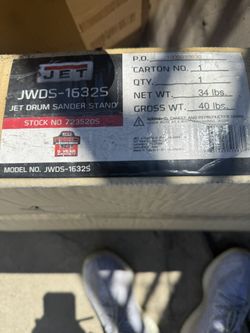 JET
JWDS-1632S
JET DRUM SANDER STAND
STOCK NO 723520S
MODEL NO. JWDS-1632S
P.O.
CARTON NO. 1
QTY. 1
NET WT. 34 lbs.
GROSS WT. 40 lbs.